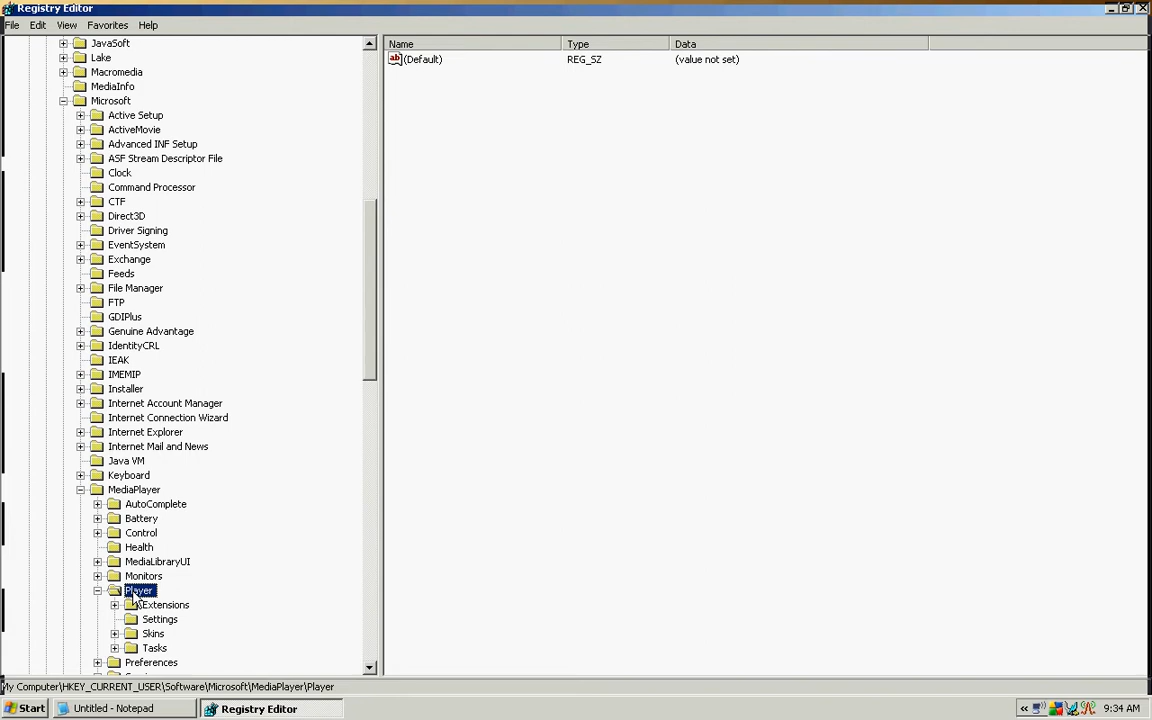 Registry Editor
File Edit View Favorites Help
JavaSoft
Lake
Macromedia
MediaInfo
Microsoft
Active Setup
ActiveMovie
Advanced INF Setup
ASF Stream Descriptor File
Clock
Command Processor
CTF
Direct3D
Driver Signing
EventSystem
Exchange
Feeds
File Manager
FTP
GDIPlus
Genuine Advantage
IdentityCRL
IEAK
IMEMIP
Installer
Internet Account Manager
Internet Connection Wizard
Internet Explorer
Internet Mail and News
Java VM
Keyboard
MediaPlayer
AutoComplete
Battery
Control
Health
MediaLibraryUI
Monitors
Player
Extensions
Settings
Skins
Tasks
Preferences
Name Type Data
ab (Default) REG_SZ (value not set)
My Computer\HKEY_CURRENT_USER\Software\Microsoft\MediaPlayer\Player
Start Untitled - Notepad Registry Editor « 9:34 AM